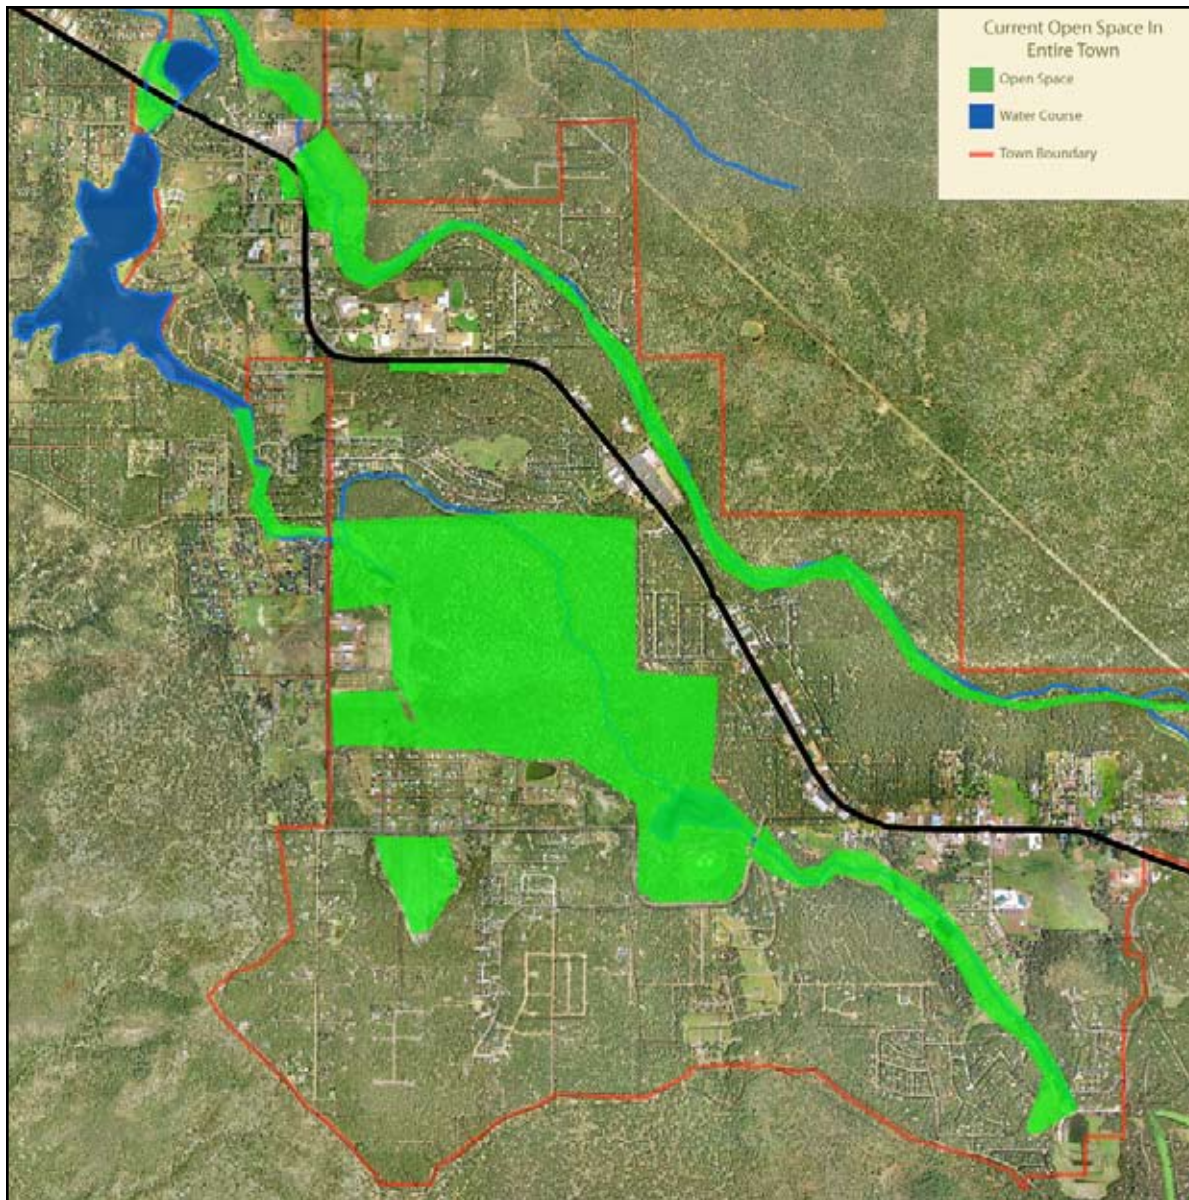 Current Open Space In
Entire Town
Open Space
Water Course
Town Boundary